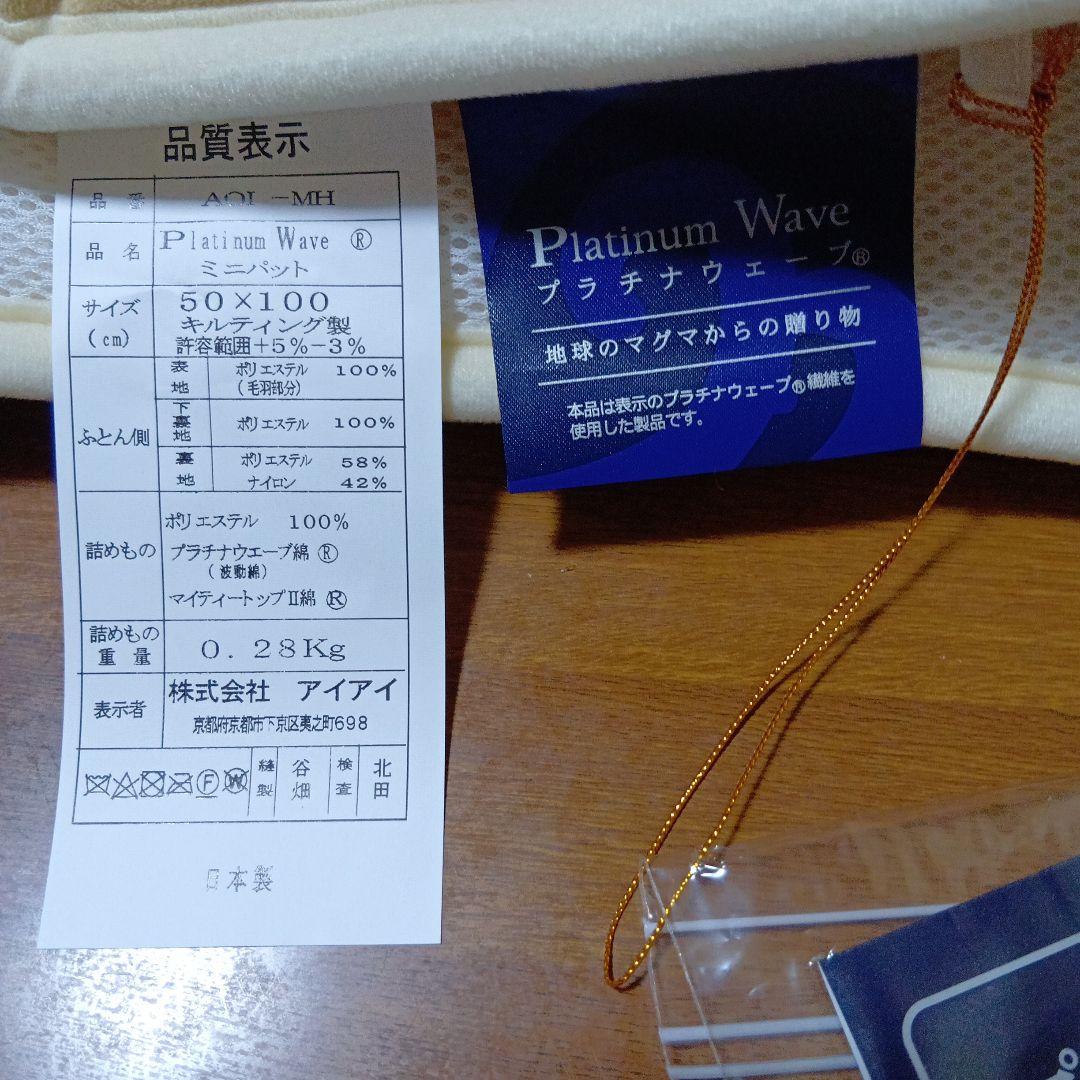 品質表示
品番 AQI-MH
品名 Platinum Wave ®
ミニパット
サイズ(cm) 50×100
キルティング製
許容範囲+5%-3%
ふとん側
表地 ポリエステル 100%
(毛羽部分)
下裏地 ポリエステル 100%
裏地 ポリエステル 58%
ナイロン 42%
詰めもの
ポリエステル 100%
プラチナウエーブ綿 ®
(波動綿)
マイティートップⅡ綿 ®
詰めもの重量 0.28Kg
表示者 株式会社 アイアイ
京都府京都市下京区夷之町698
F W 縫製 谷畑 検査 北田
日本製
Platinum Wave
プラチナウェーブ®
地球のマグマからの贈り物
本品は表示のプラチナウェーブ®繊維を
使用した製品です。